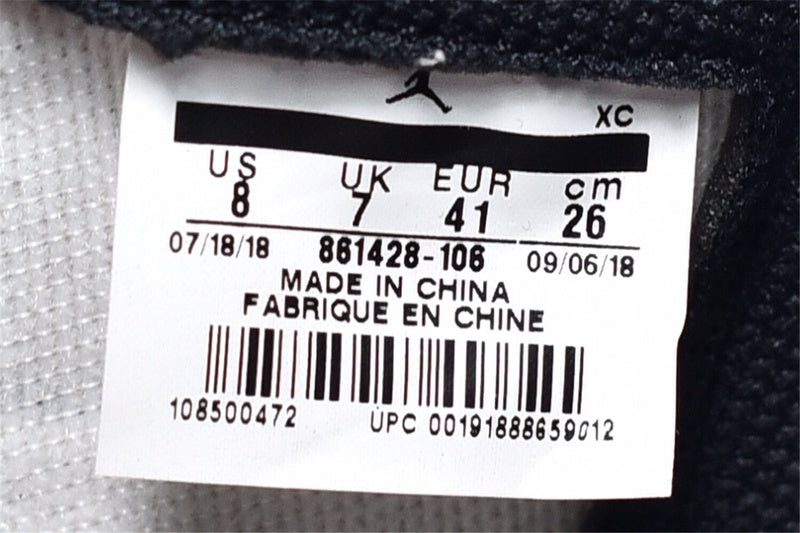 XC
US UK EUR cm
8 7 41 26
07/18/18 861428-106 09/06/18
MADE IN CHINA
FABRIQUE EN CHINE
108500472 UPC 00191888659012